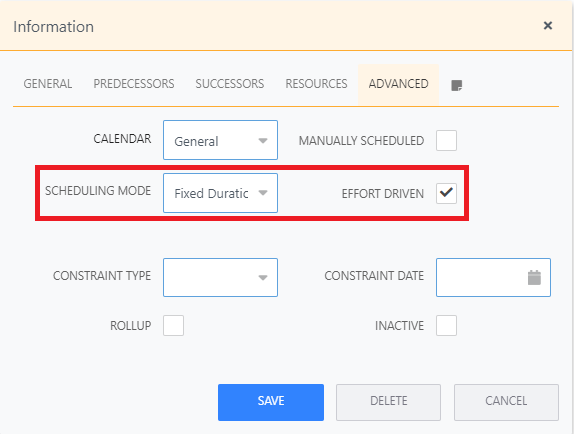 Information ×
GENERAL PREDECESSORS SUCCESSORS RESOURCES ADVANCED
CALENDAR General MANUALLY SCHEDULED
SCHEDULING MODE Fixed Duratic EFFORT DRIVEN
CONSTRAINT TYPE CONSTRAINT DATE
ROLLUP INACTIVE
SAVE DELETE CANCEL